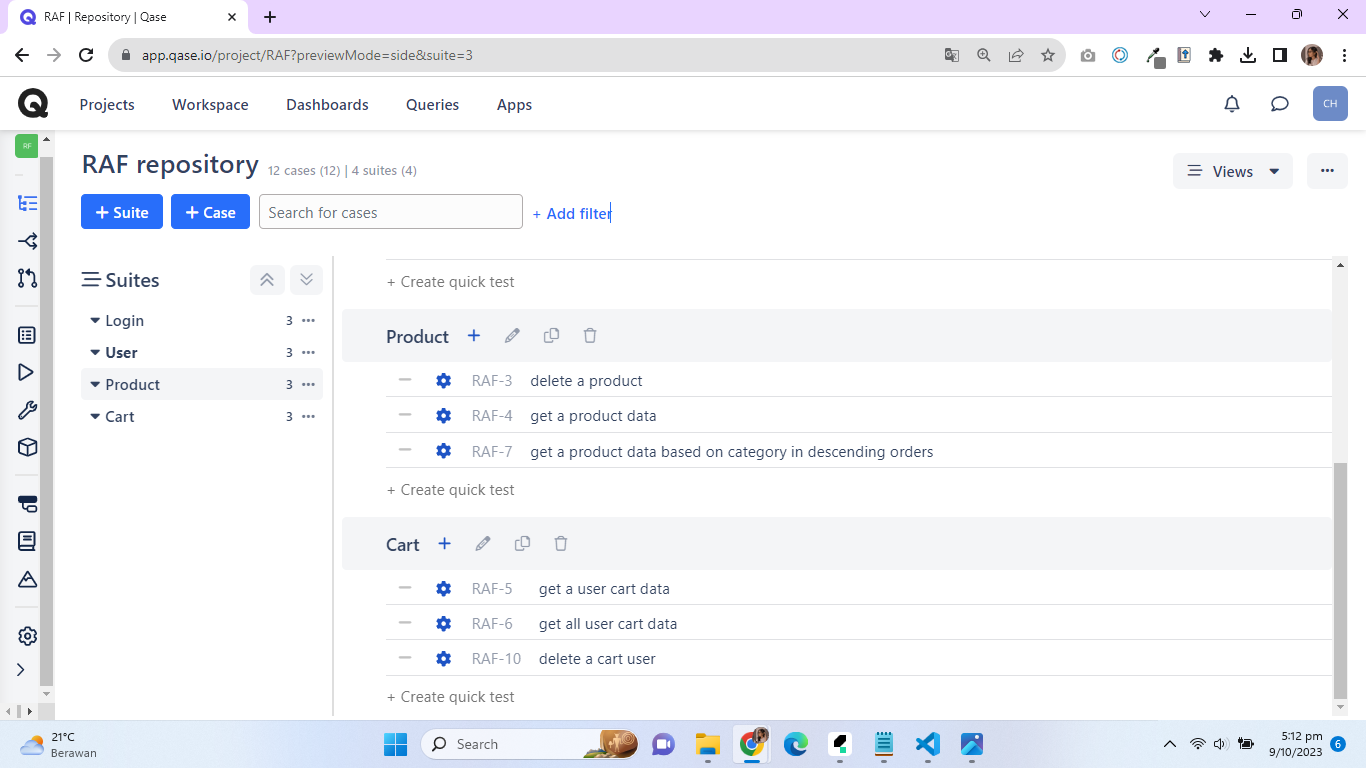 RAF | Repository | Qase
app.qase.io/project/RAF?previewMode=side&suite=3
Projects Workspace Dashboards Queries Apps CH
RF
RAF repository 12 cases (12) | 4 suites (4)
Views
+ Suite + Case Search for cases + Add filter
Suites
Login 3
User 3
Product 3
Cart 3
+ Create quick test
Product
RAF-3 delete a product
RAF-4 get a product data
RAF-7 get a product data based on category in descending orders
+ Create quick test
Cart
RAF-5 get a user cart data
RAF-6 get all user cart data
RAF-10 delete a cart user
+ Create quick test
21°C
Berawan
Search
5:12 pm
9/10/2023
6